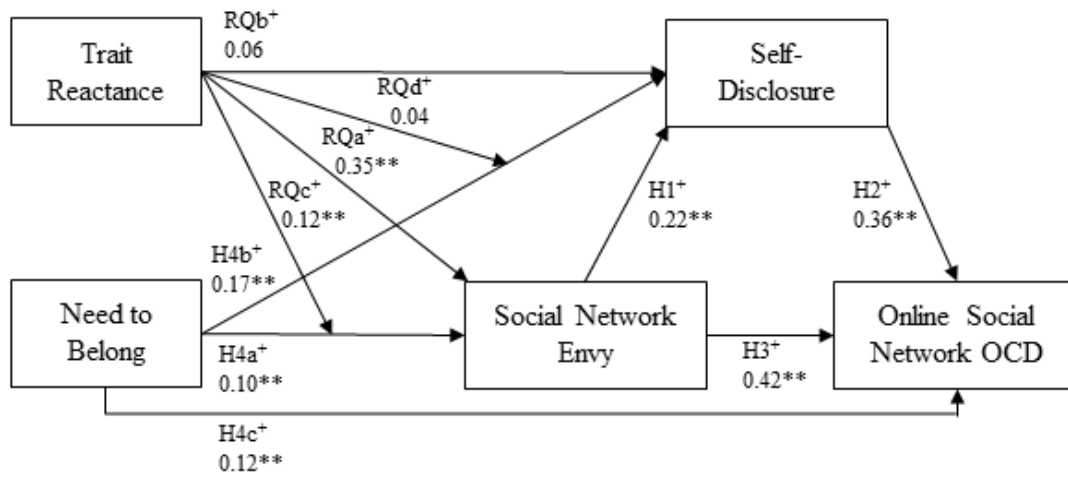 Trait
Reactance
RQb+
0.06
Self-
Disclosure
RQd+
0.04
RQa+
0.35**
RQc+
0.12**
H1+
0.22**
H2+
0.36**
H4b+
0.17**
Need to
Belong
H4a+
0.10**
Social Network
Envy
H3+
0.42**
Online Social
Network OCD
H4c+
0.12**